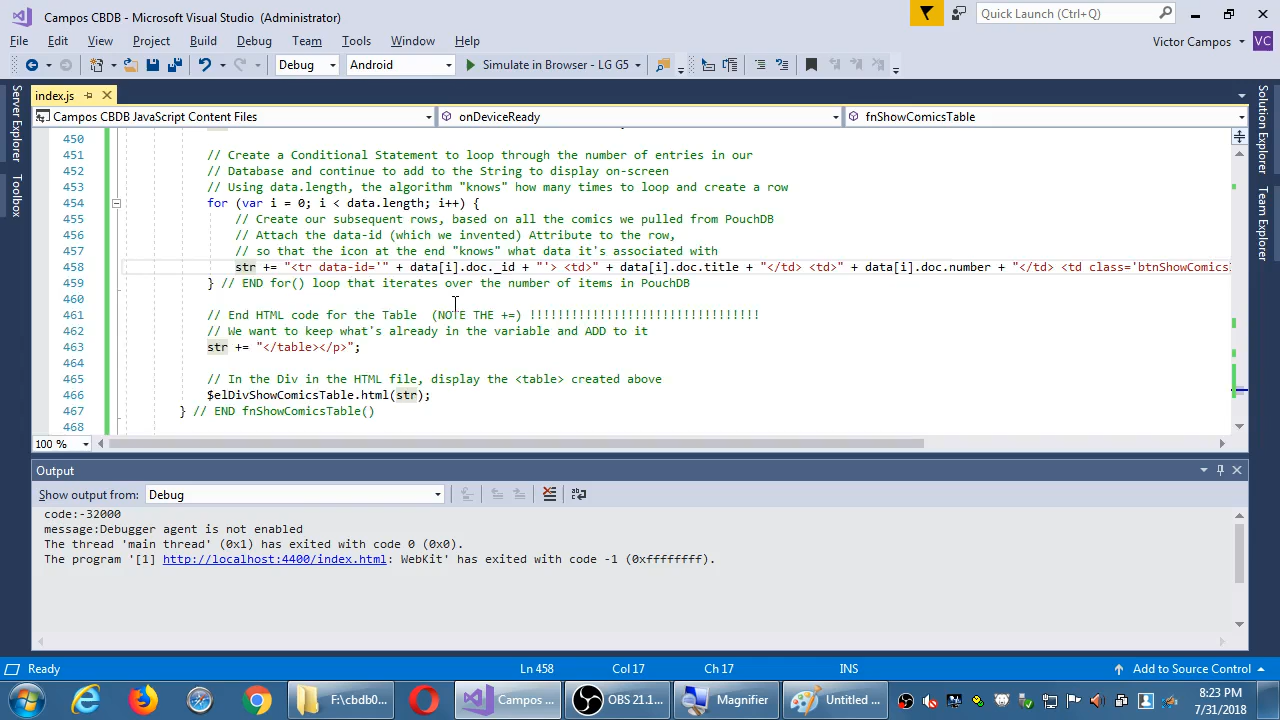 Campos CBDB - Microsoft Visual Studio (Administrator)
Quick Launch (Ctrl+Q)
File Edit View Project Build Debug Team Tools Window Help
Victor Campos VC
Debug Android Simulate in Browser - LG G5
index.js
Campos CBDB JavaScript Content Files onDeviceReady fnShowComicsTable
Server Explorer
Toolbox
Solution Explorer
Team Explorer
450
451 // Create a Conditional Statement to loop through the number of entries in our
452 // Database and continue to add to the String to display on-screen
453 // Using data.length, the algorithm "knows" how many times to loop and create a row
454 for (var i = 0; i < data.length; i++) {
455 // Create our subsequent rows, based on all the comics we pulled from PouchDB
456 // Attach the data-id (which we invented) Attribute to the row,
457 // so that the icon at the end "knows" what data it's associated with
458 str += "<tr data-id='" + data[i].doc._id + "'> <td>" + data[i].doc.title + "</td> <td>" + data[i].doc.number + "</td> <td class='btnShowComicsI
459 } // END for() loop that iterates over the number of items in PouchDB
460
461 // End HTML code for the Table (NOTE THE +=) !!!!!!!!!!!!!!!!!!!!!!!!!!!!!!!!!
462 // We want to keep what's already in the variable and ADD to it
463 str += "</table></p>";
464
465 // In the Div in the HTML file, display the <table> created above
466 $elDivShowComicsTable.html(str);
467 } // END fnShowComicsTable()
468
100 %
Output
Show output from: Debug
code:-32000
message:Debugger agent is not enabled
The thread 'main thread' (0x1) has exited with code 0 (0x0).
The program '[1] http://localhost:4400/index.html: WebKit' has exited with code -1 (0xffffffff).
Ready Ln 458 Col 17 Ch 17 INS Add to Source Control
F:\cbdb0... Campos ... OBS 21.1... Magnifier Untitled ...
8:23 PM
7/31/2018